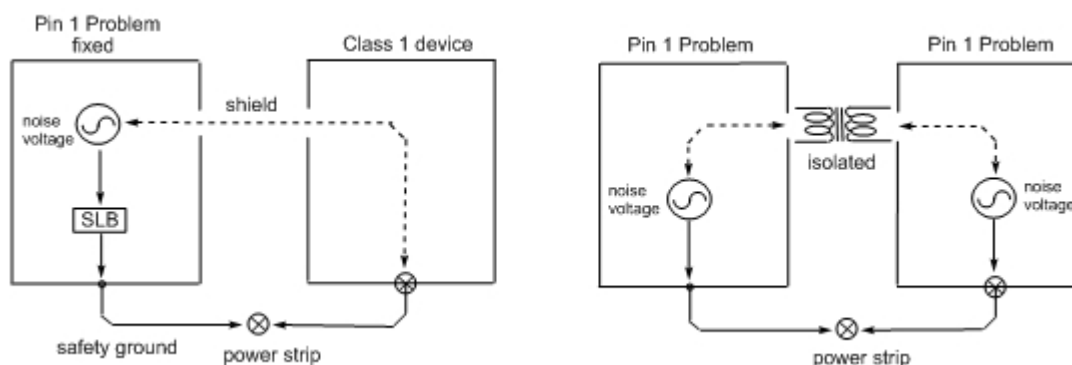 Pin 1 Problem
fixed
Class 1 device
noise
voltage
shield
SLB
safety ground
power strip
Pin 1 Problem
Pin 1 Problem
isolated
noise
voltage
noise
voltage
power strip